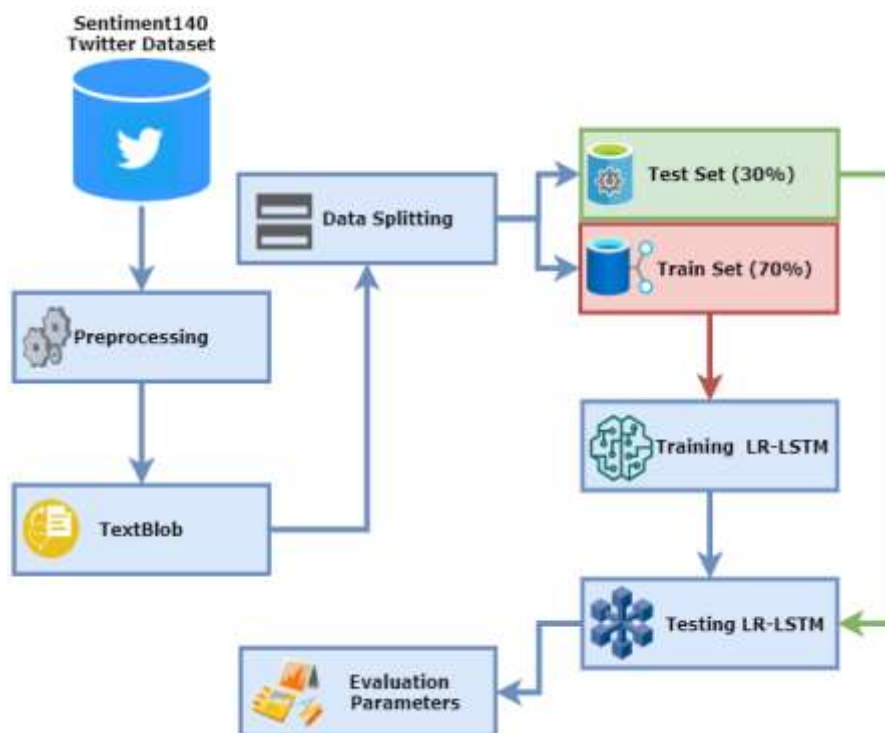 Sentiment140
Twitter Dataset
Preprocessing
TextBlob
Data Splitting
Test Set (30%)
Train Set (70%)
Training LR-LSTM
Testing LR-LSTM
Evaluation
Parameters